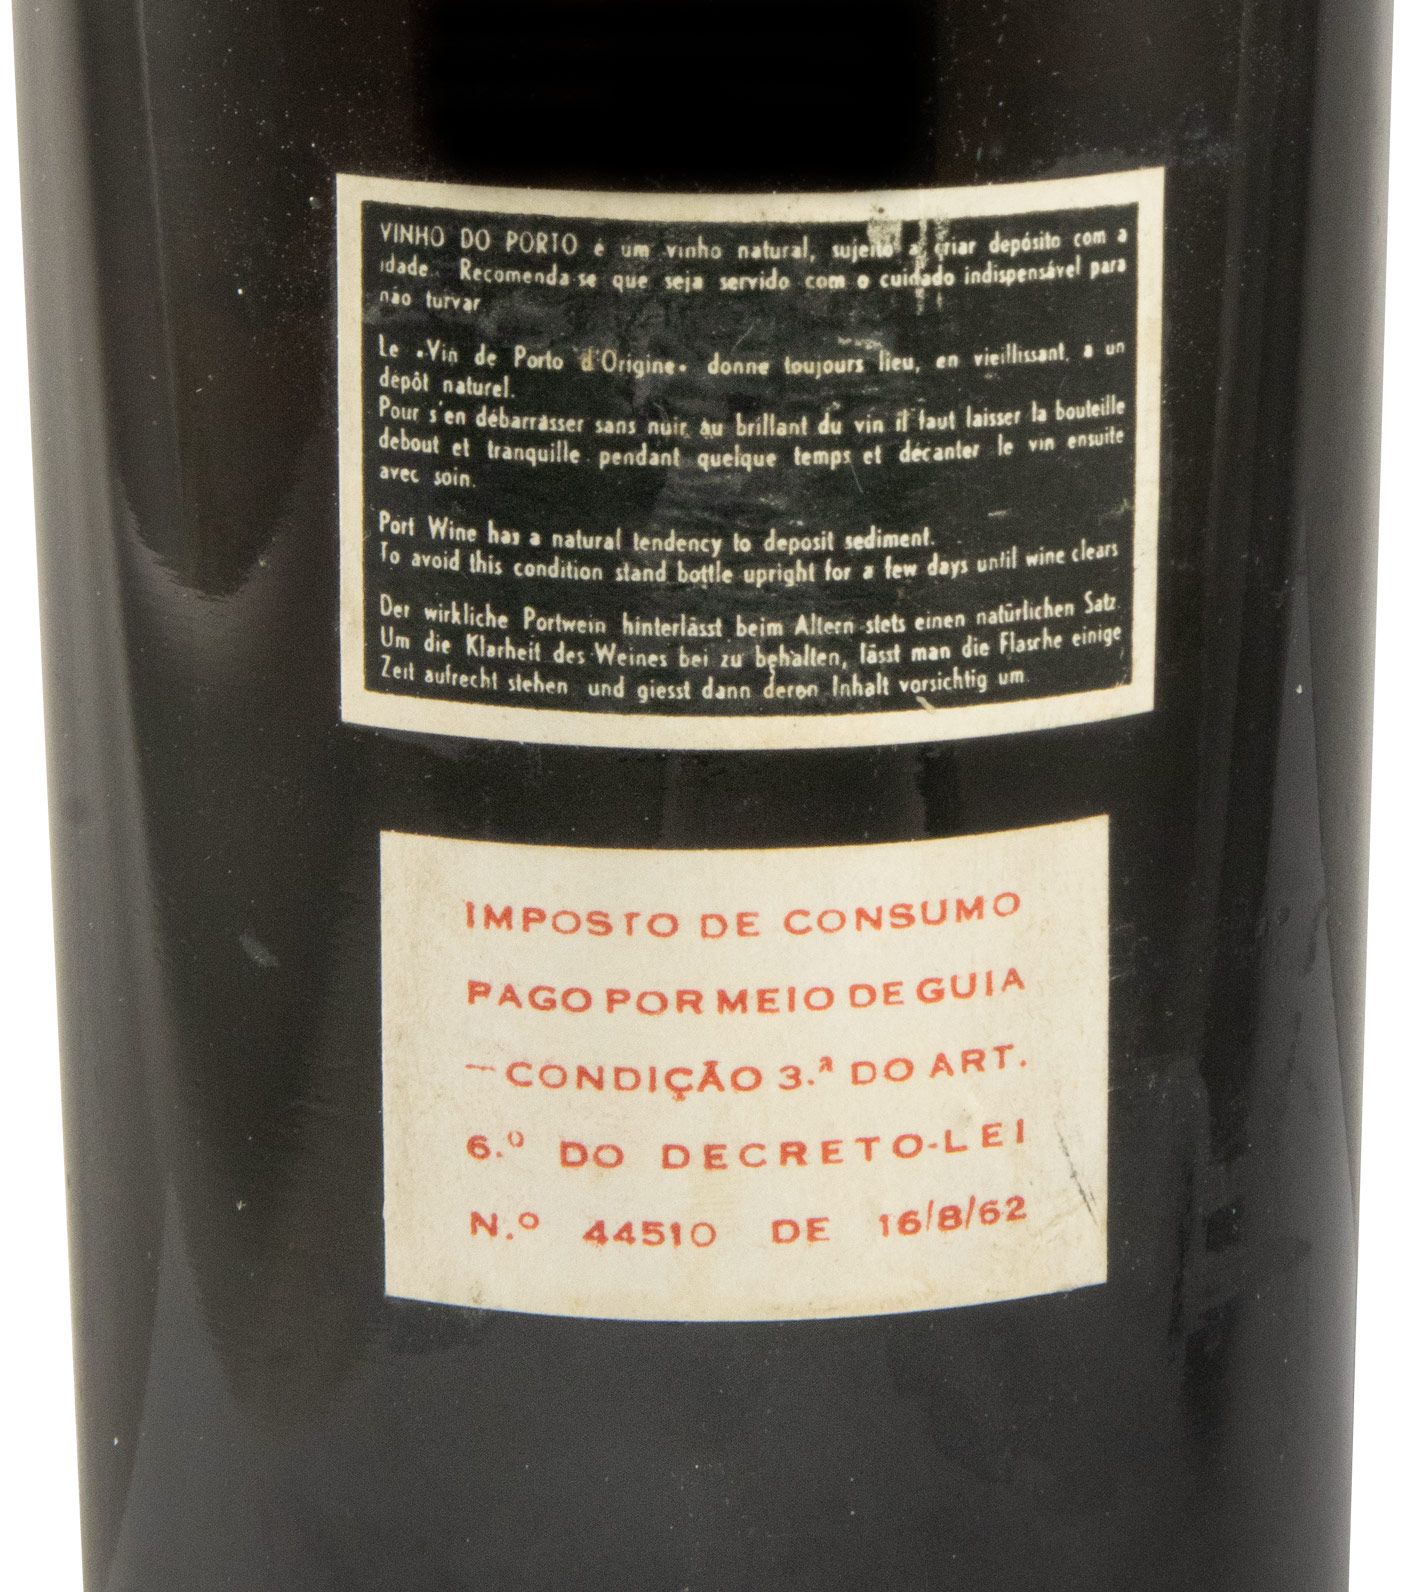 VINHO DO PORTO é um vinho natural, sujeito a criar depósito com a
idade. Recomenda-se que seja servido com o cuidado indispensável para
não turvar
Le «Vin de Porto d'Origine» donne toujours lieu, en vieillissant, a un
dépôt naturel.
Pour s'en débarrasser sans nuir au brillant du vin il faut laisser la bouteille
debout et tranquille pendant quelque temps et décanter le vin ensuite
avec soin.
Port Wine has a natural tendency to deposit sediment.
To avoid this condition stand bottle upright for a few days until wine clears
Der wirkliche Portwein hinterlässt beim Altern stets einen natürlichen Satz.
Um die Klarheit des Weines bei zu behalten, lässt man die Flasche einige
Zeit aufrecht stehen und giesst dann deren Inhalt vorsichtig um.
IMPOSTO DE CONSUMO
PAGO POR MEIO DE GUIA
— CONDIÇÃO 3.ª DO ART.
6.º DO DECRETO-LEI
N.º 44510 DE 16/8/62